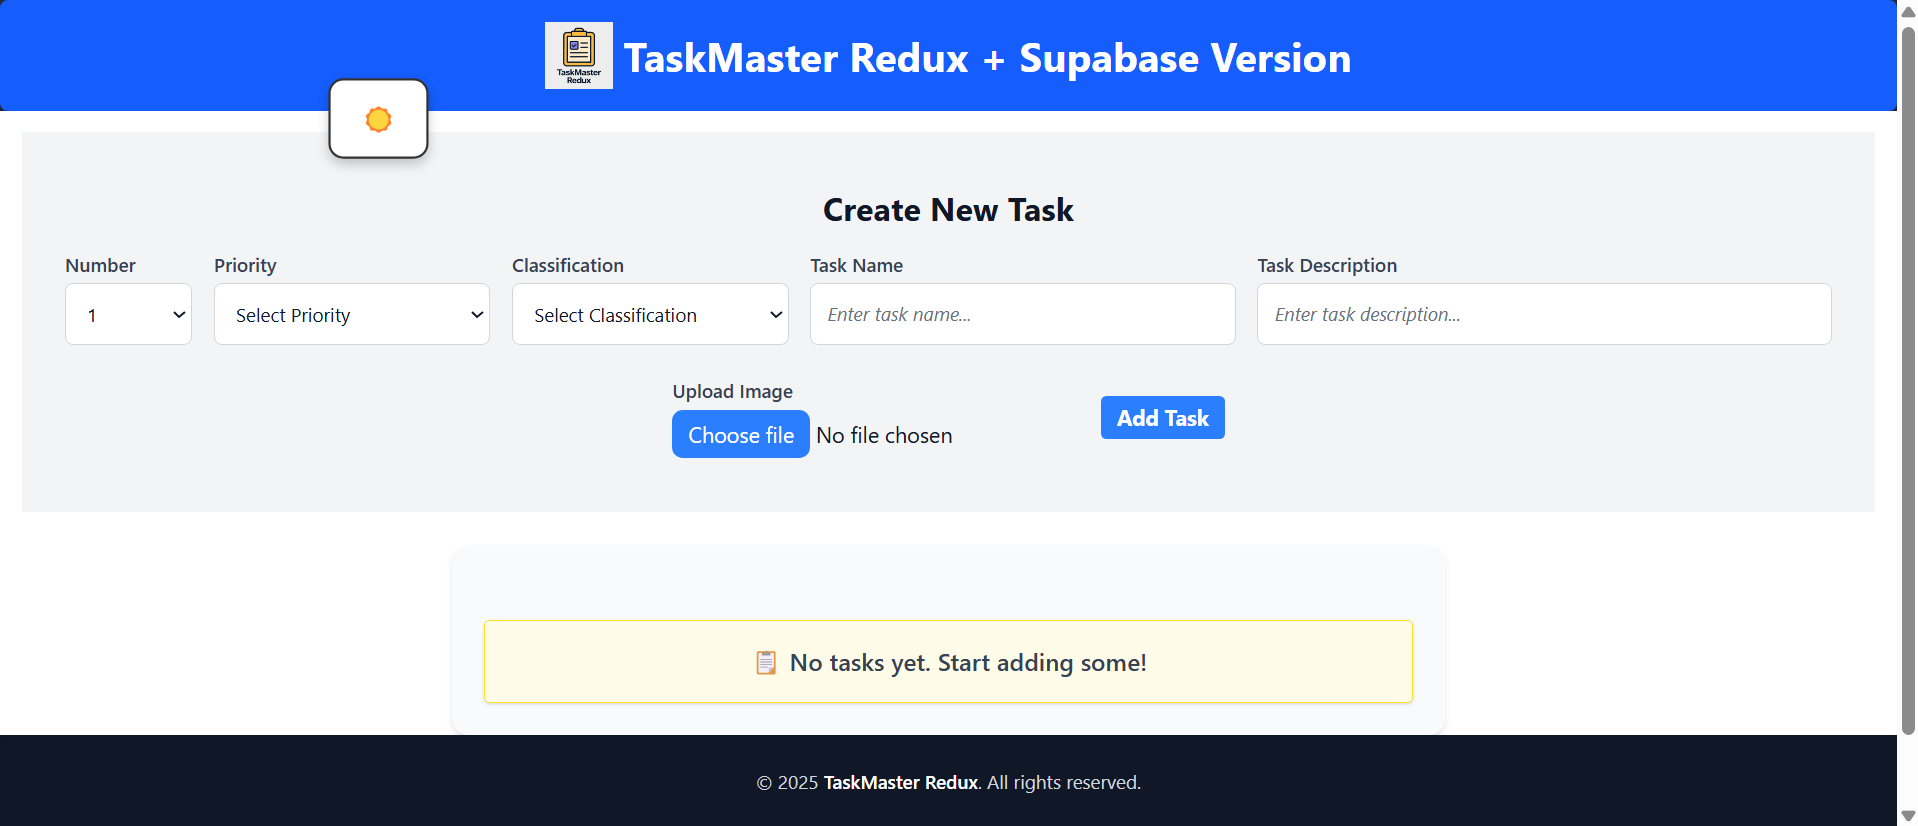 TaskMaster
Redux
TaskMaster Redux + Supabase Version
Create New Task
Number
Priority
Classification
Task Name
Task Description
1
Select Priority
Select Classification
Enter task name...
Enter task description...
Upload Image
Choose file No file chosen
Add Task
No tasks yet. Start adding some!
© 2025 TaskMaster Redux. All rights reserved.